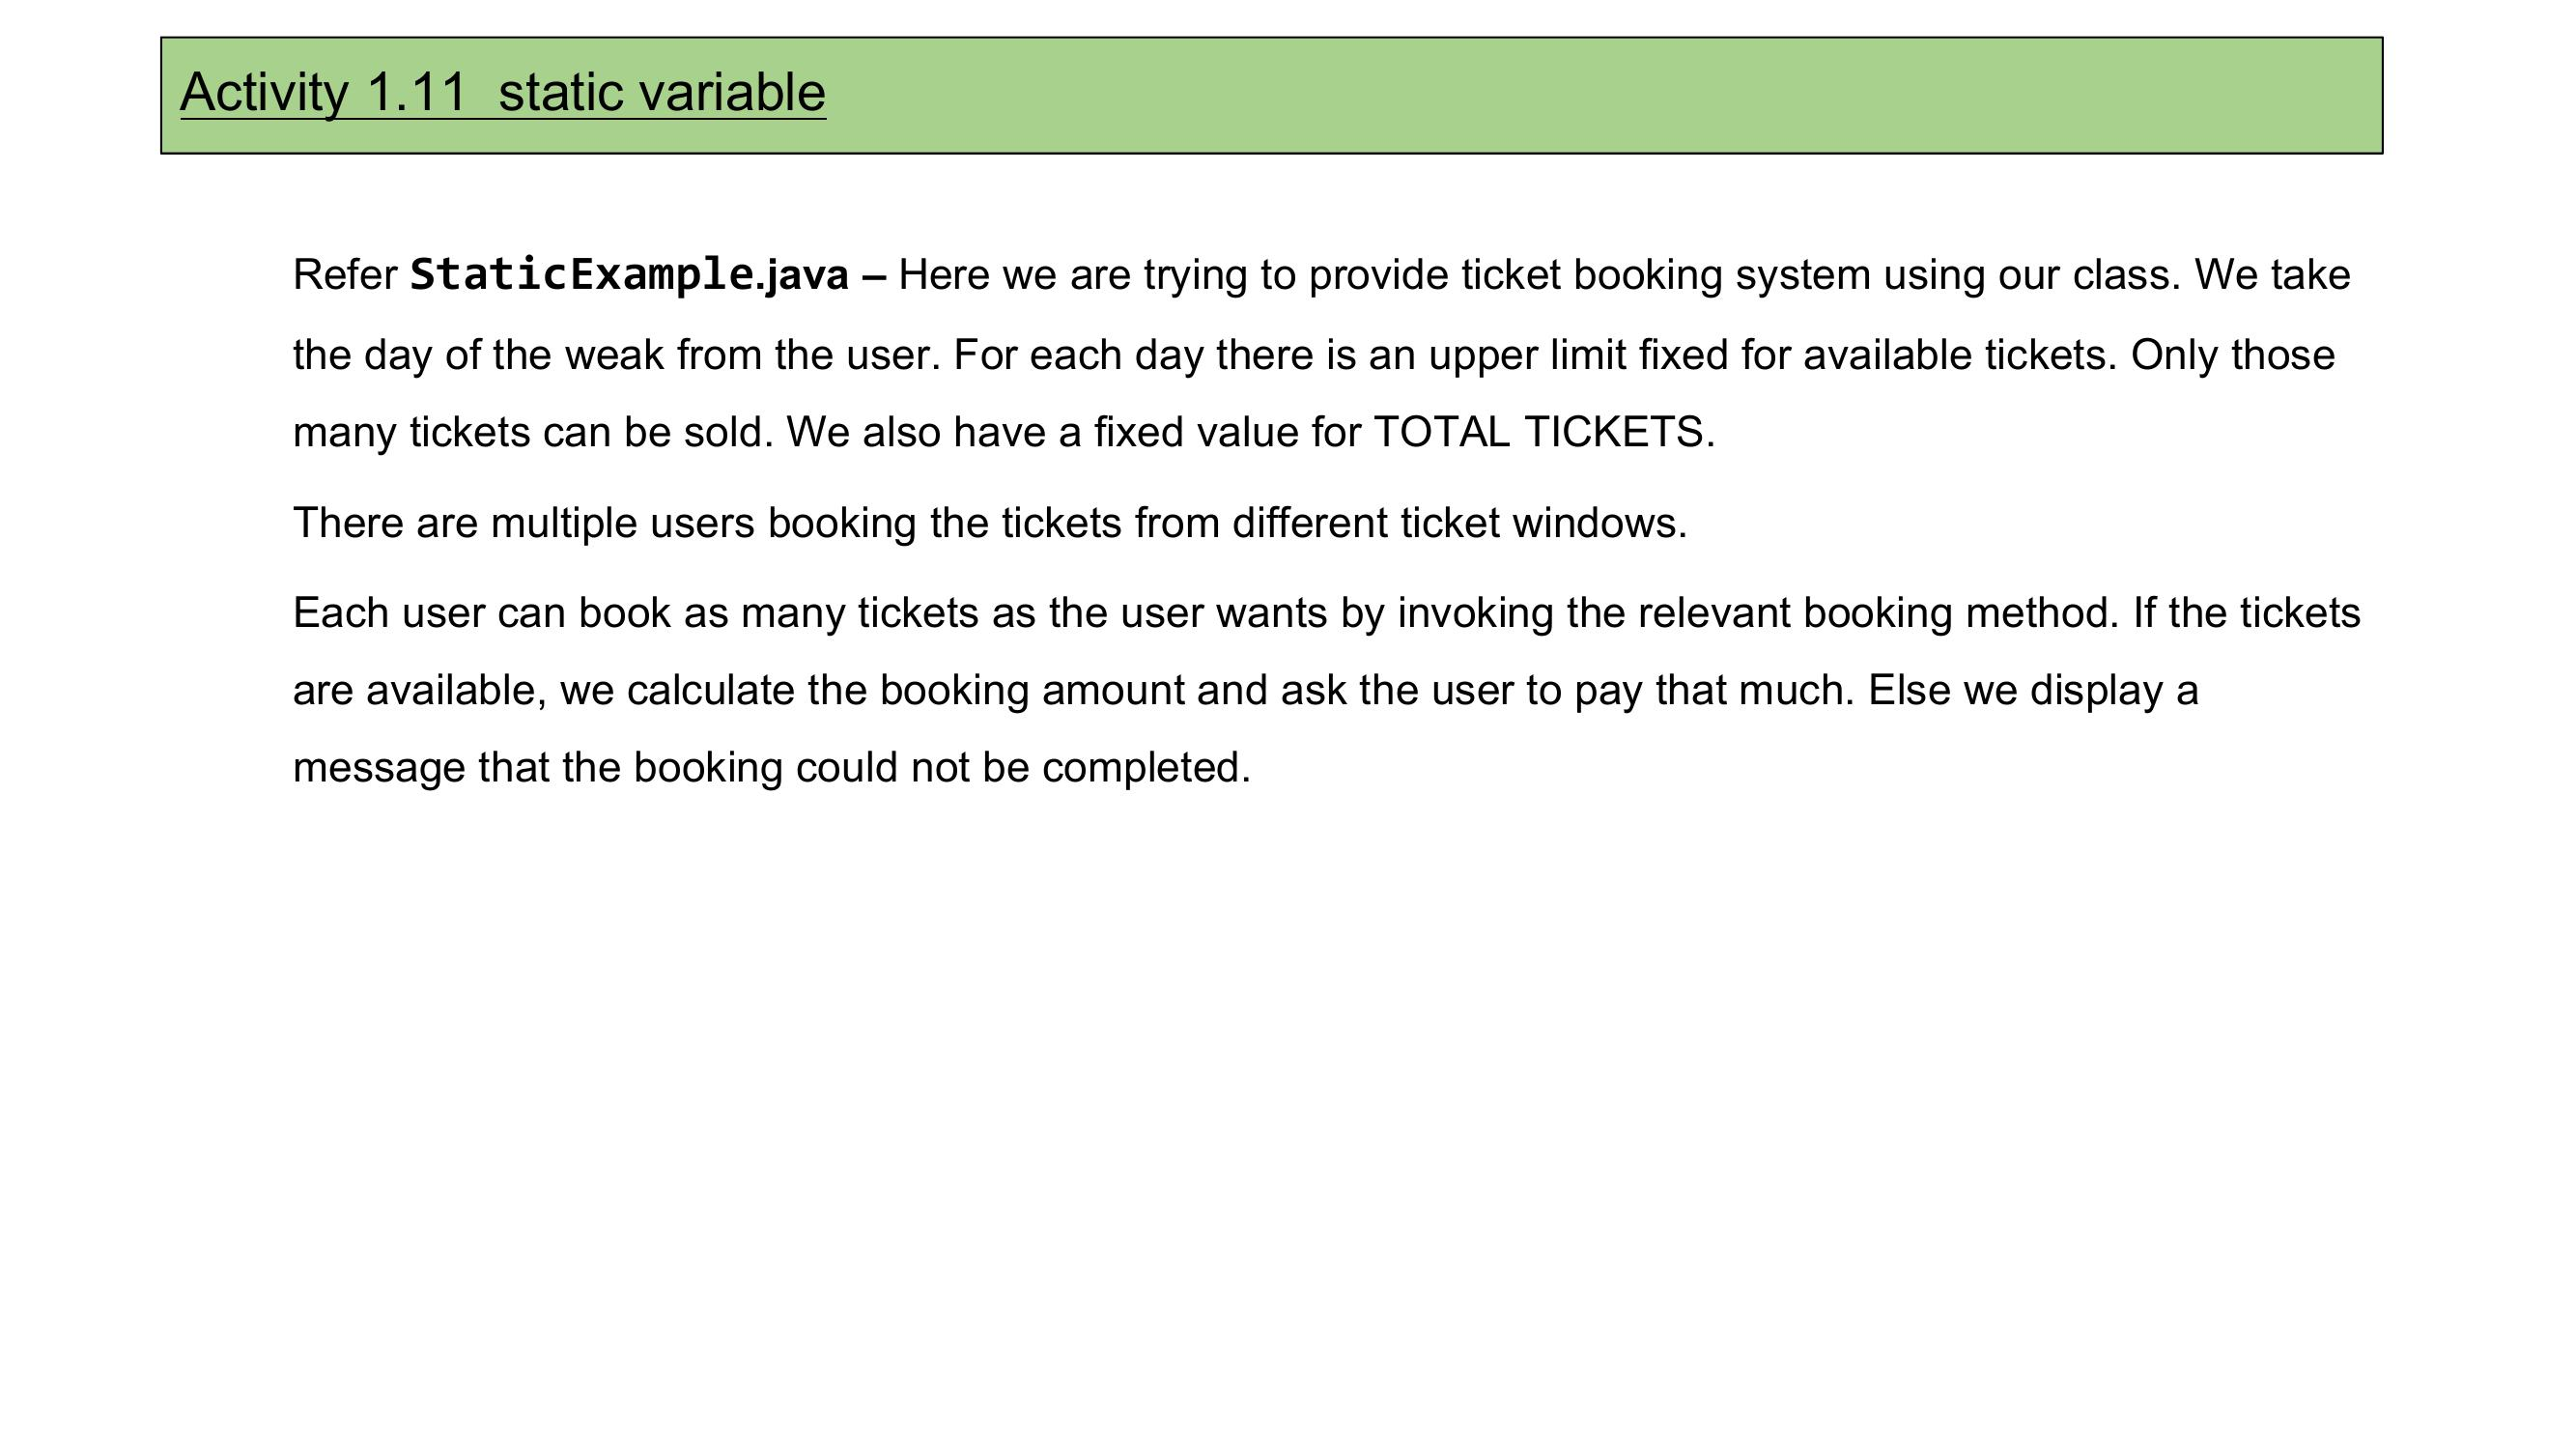 Activity 1.11  static variable
Refer StaticExample.java – Here we are trying to provide ticket booking system using our class. We take
the day of the weak from the user. For each day there is an upper limit fixed for available tickets. Only those
many tickets can be sold. We also have a fixed value for TOTAL TICKETS.
There are multiple users booking the tickets from different ticket windows.
Each user can book as many tickets as the user wants by invoking the relevant booking method. If the tickets
are available, we calculate the booking amount and ask the user to pay that much. Else we display a
message that the booking could not be completed.